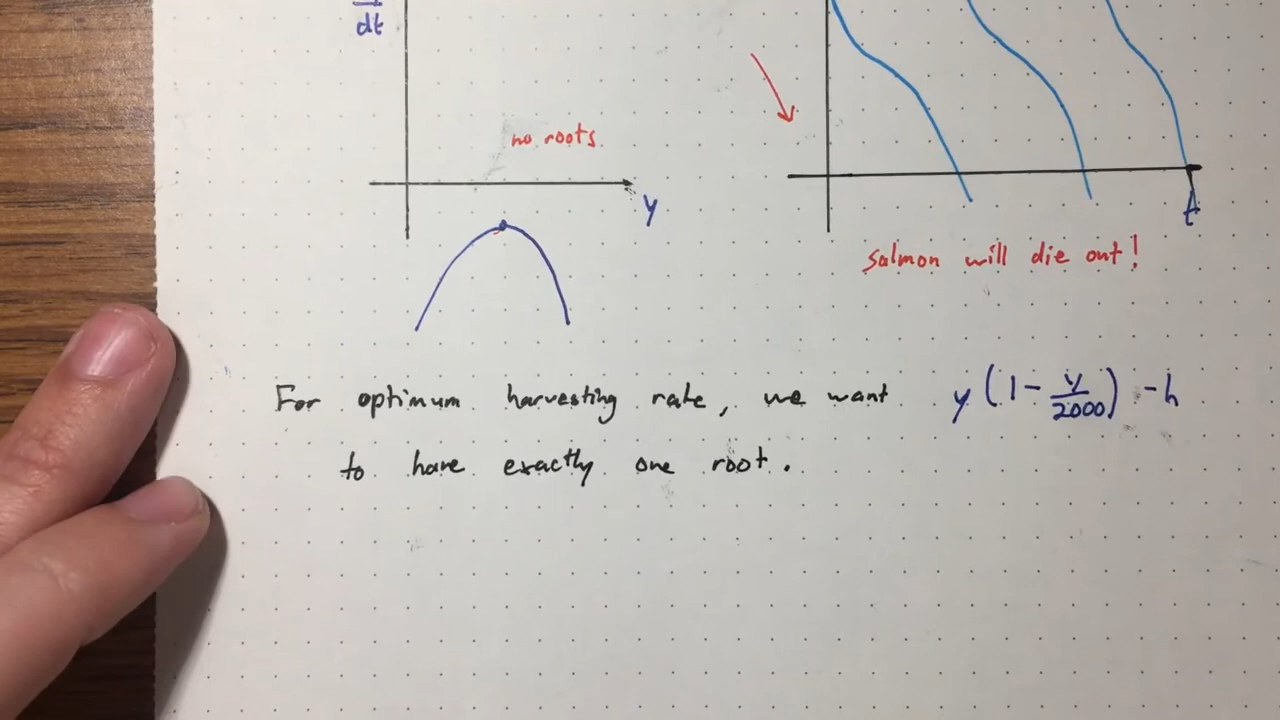 dt
no roots
y
t
salmon will die out!
For optimum harvesting rate, we want y(1 - y/2000) - h
to have exactly one root.